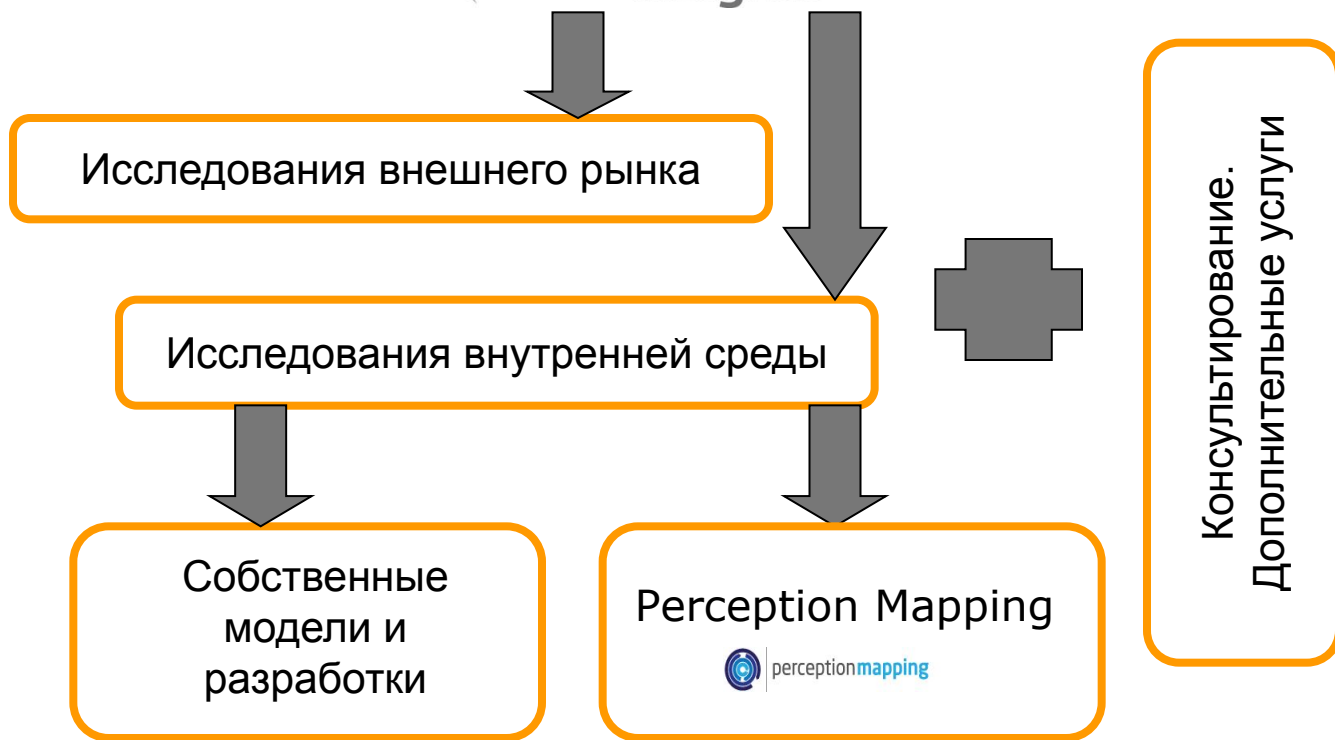 Исследования внешнего рынка
Исследования внутренней среды
Собственные
модели и
разработки
Perception Mapping
perceptionmapping
Консультирование.
Дополнительные услуги